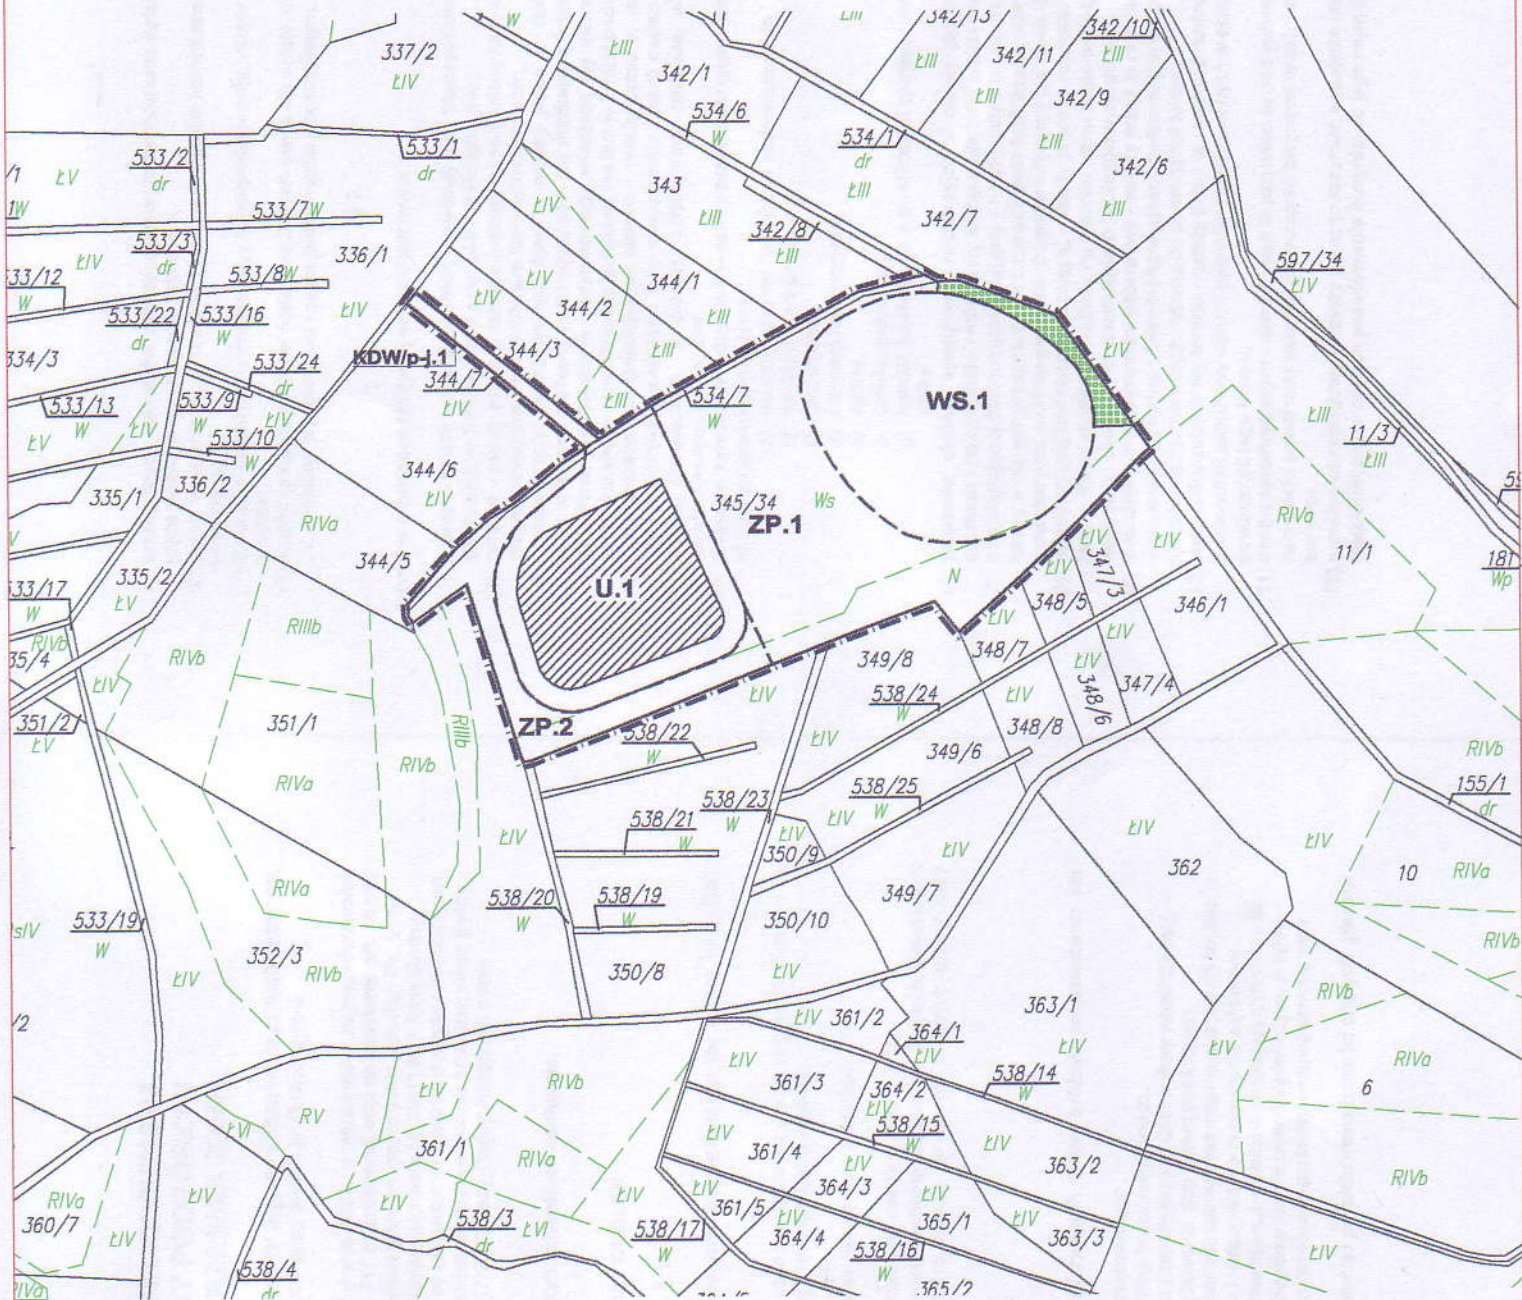 W
ŁIII
342/13
342/10
337/2
ŁIII
342/11
ŁIII
ŁIV
342/1
ŁIII
ŁIII
342/9
534/6
W
534/1
dr
ŁIII
533/2
dr
533/1
dr
ŁIII
342/6
/1
ŁV
343
ŁIII
W
533/7
W
ŁIV
ŁIII
342/8
342/7
533/3
dr
ŁIV
336/1
ŁIII
597/34
ŁIV
533/12
W
533/8
W
ŁIV
344/1
533/22
dr
533/16
W
ŁIV
ŁIV
344/2
ŁIII
334/3
533/24
dr
KDW/p-j.1
344/3
ŁIII
ŁIV
344/7
534/7
W
WS.1
533/13
W
533/9
W
ŁIV
ŁIII
ŁIII
ŁV
ŁIV
533/10
W
11/3
ŁIII
344/6
ŁIV
335/1
336/2
345/34
Ws
ZP.1
RIVa
RIVa
11/1
344/5
ŁIV
ŁIV
347/3
181
Wp
335/2
ŁV
U.1
N
ŁIV
348/5
346/1
533/17
W
RIIIb
ŁIV
ŁIV
RIVb
RIVb
349/8
348/7
35/4
ŁIV
ŁIV
ŁIV
347/4
351/2
ŁV
351/1
RIIIb
ZP.2
538/24
W
ŁIV
348/6
538/22
W
ŁIV
349/6
348/8
RIVb
RIVa
RIVb
155/1
dr
538/23
W
538/25
W
538/21
W
ŁIV
ŁIV
ŁIV
350/9
ŁIV
ŁIV
ŁIV
362
10
RIVa
RIVa
538/20
W
538/19
W
349/7
533/19
W
350/10
RIVb
352/3
RIVb
350/8
ŁIV
ŁIV
RIVb
/2
361/2
ŁIV
363/1
364/1
ŁIV
ŁIV
ŁIV
RIVa
361/3
364/2
538/14
W
RIVb
ŁIV
6
RV
ŁIV
538/15
W
ŁVI
361/1
ŁIV
361/4
ŁIV
363/2
RIVa
ŁIV
364/3
RIVb
RIVa
ŁIV
ŁIV
ŁIV
ŁIV
ŁIV
360/7
361/5
365/1
ŁIV
538/3
dr
ŁVI
538/17
W
ŁIV
364/4
363/3
ŁIV
538/16
W
ŁIV
538/4
dr
RIVa
365/2